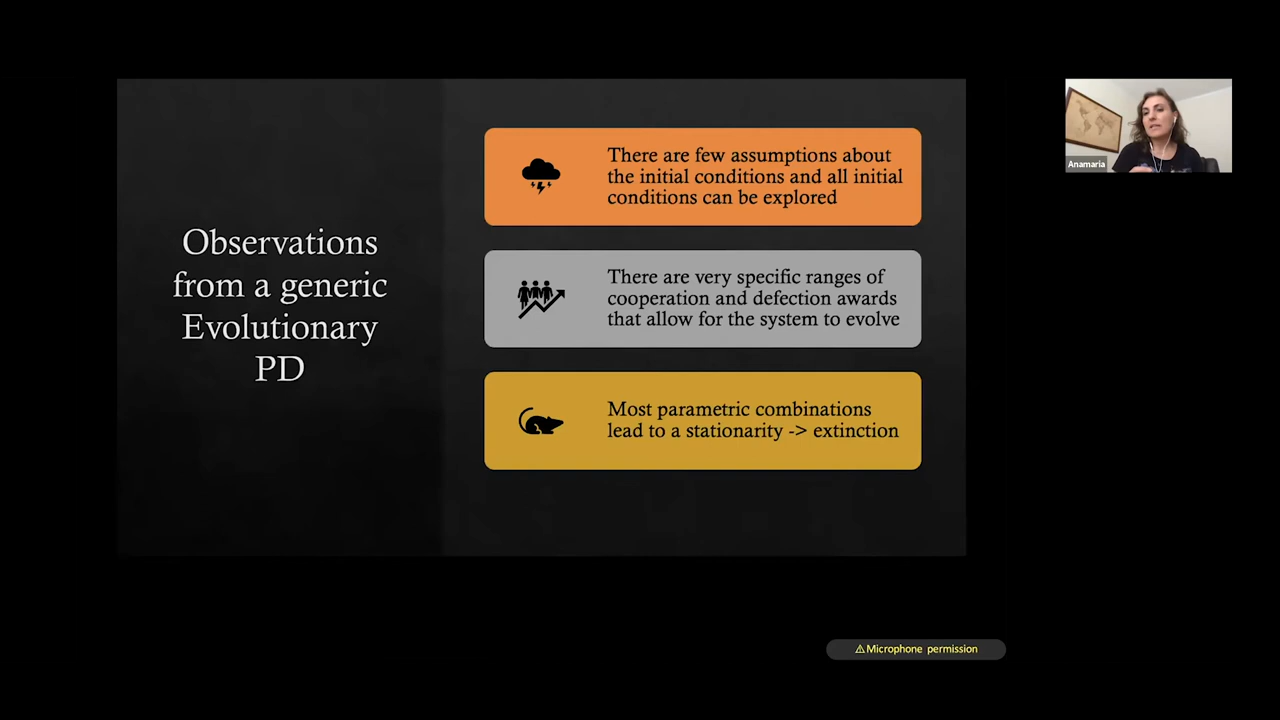 Observations
from a generic
Evolutionary
PD
There are few assumptions about
the initial conditions and all initial
conditions can be explored
There are very specific ranges of
cooperation and defection awards
that allow for the system to evolve
Most parametric combinations
lead to a stationarity -> extinction
Anamaria
⚠Microphone permission